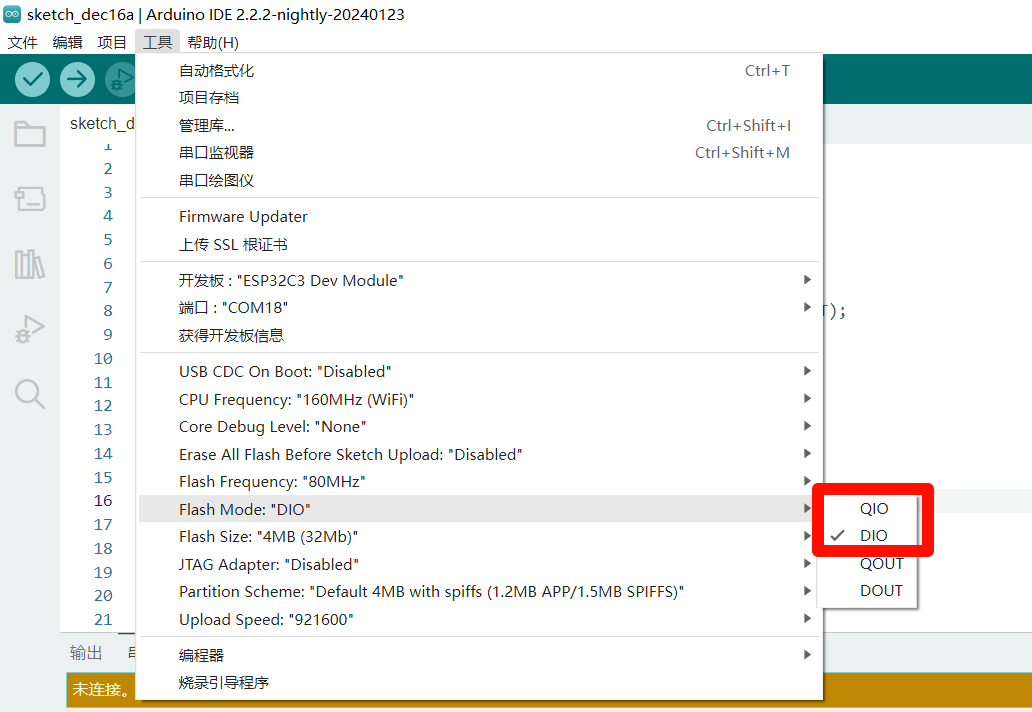 sketch_dec16a | Arduino IDE 2.2.2-nightly-20240123
文件 编辑 项目 工具 帮助(H)
自动格式化 Ctrl+T
项目存档
sketch_d
管理库... Ctrl+Shift+I
串口监视器 Ctrl+Shift+M
串口绘图仪
Firmware Updater
上传 SSL 根证书
开发板 : "ESP32C3 Dev Module"
端口 : "COM18"
);
获得开发板信息
USB CDC On Boot: "Disabled"
CPU Frequency: "160MHz (WiFi)"
Core Debug Level: "None"
Erase All Flash Before Sketch Upload: "Disabled"
Flash Frequency: "80MHz"
Flash Mode: "DIO"
Flash Size: "4MB (32Mb)"
JTAG Adapter: "Disabled"
Partition Scheme: "Default 4MB with spiffs (1.2MB APP/1.5MB SPIFFS)"
Upload Speed: "921600"
编程器
烧录引导程序
QIO
DIO
QOUT
DOUT
1
2
3
4
5
6
7
8
9
10
11
12
13
14
15
16
17
18
19
20
21
输出
未连接。